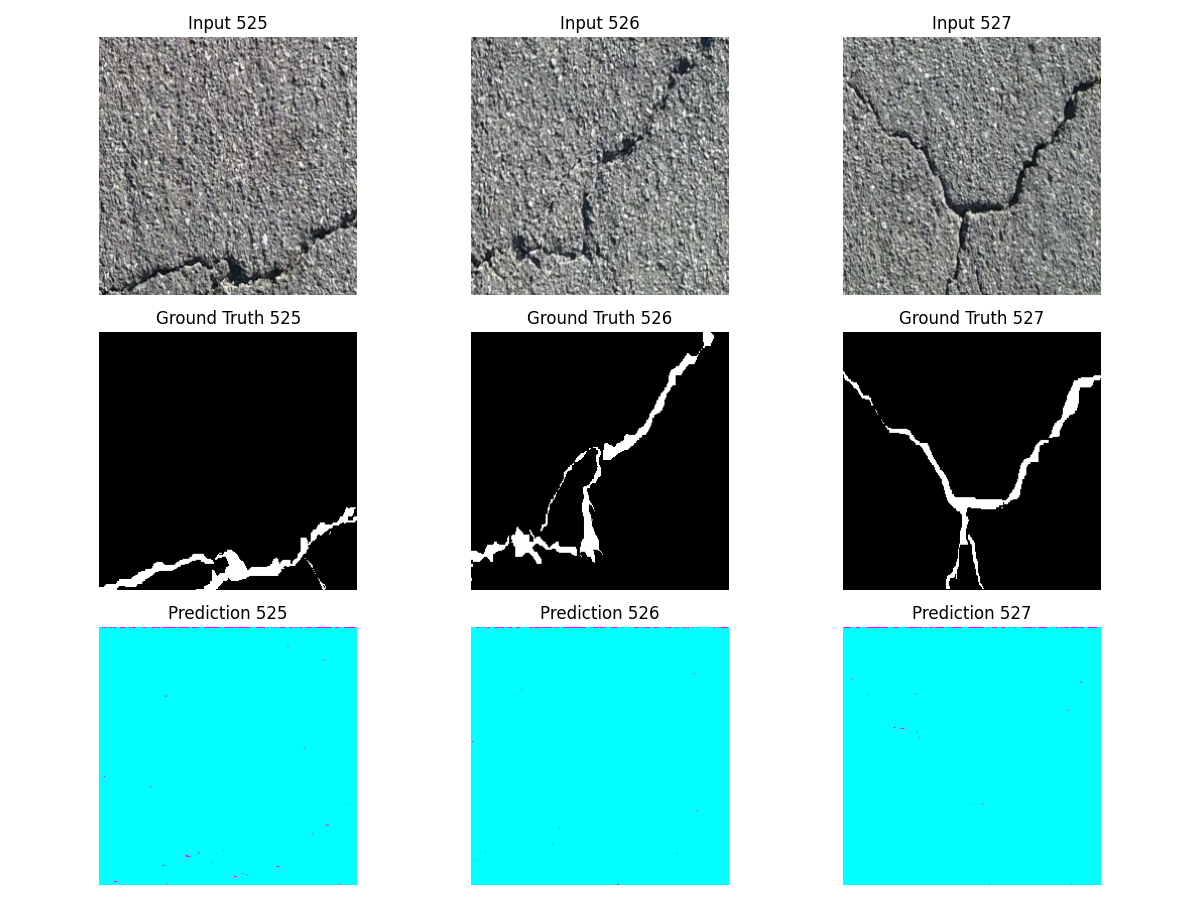 Input 525
Input 526
Input 527
Ground Truth 525
Ground Truth 526
Ground Truth 527
Prediction 525
Prediction 526
Prediction 527